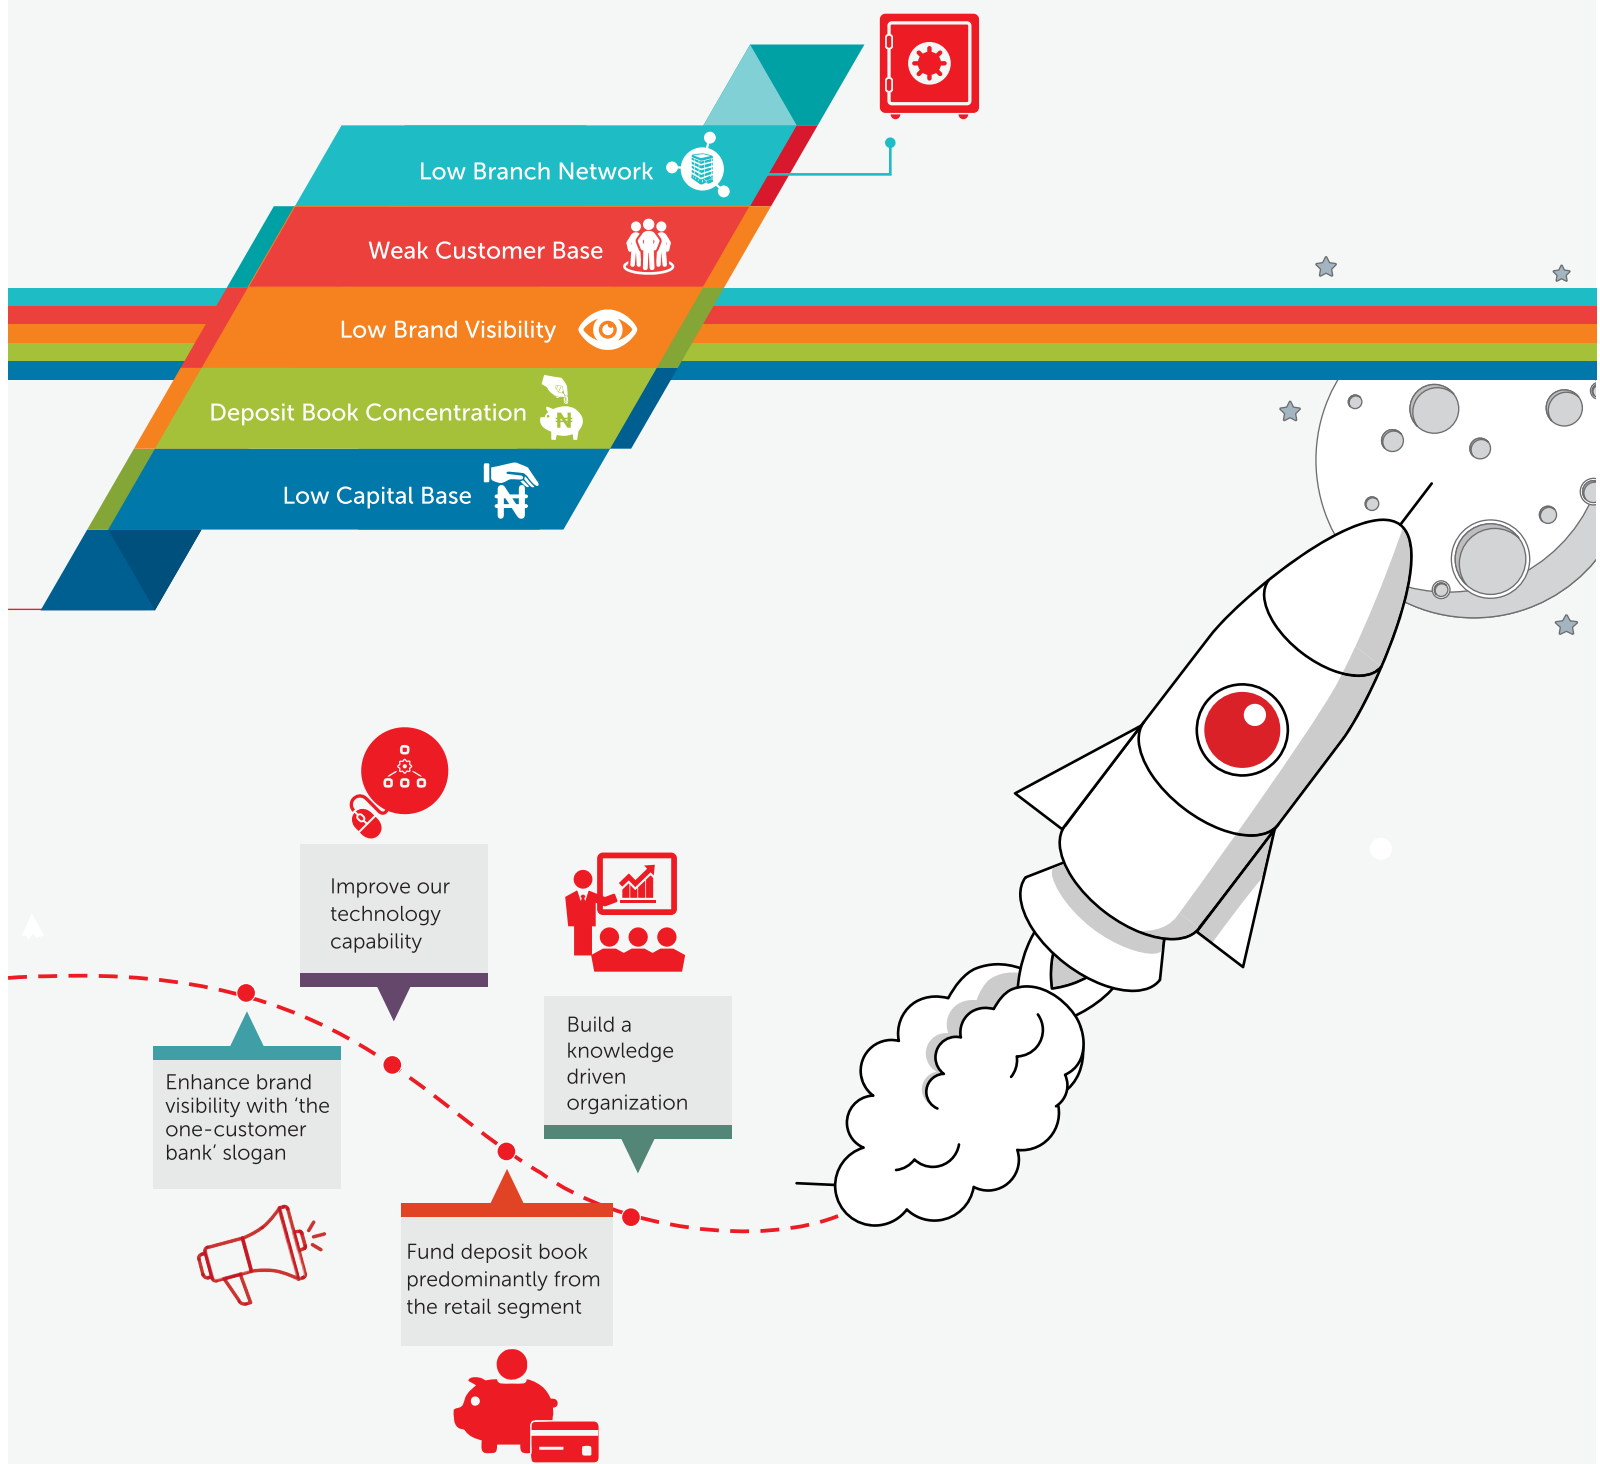 Low Branch Network
Weak Customer Base
Low Brand Visibility
Deposit Book Concentration
Low Capital Base
Improve our
technology
capability
Build a
knowledge
driven
organization
Enhance brand
visibility with ‘the
one-customer
bank’ slogan
Fund deposit book
predominantly from
the retail segment